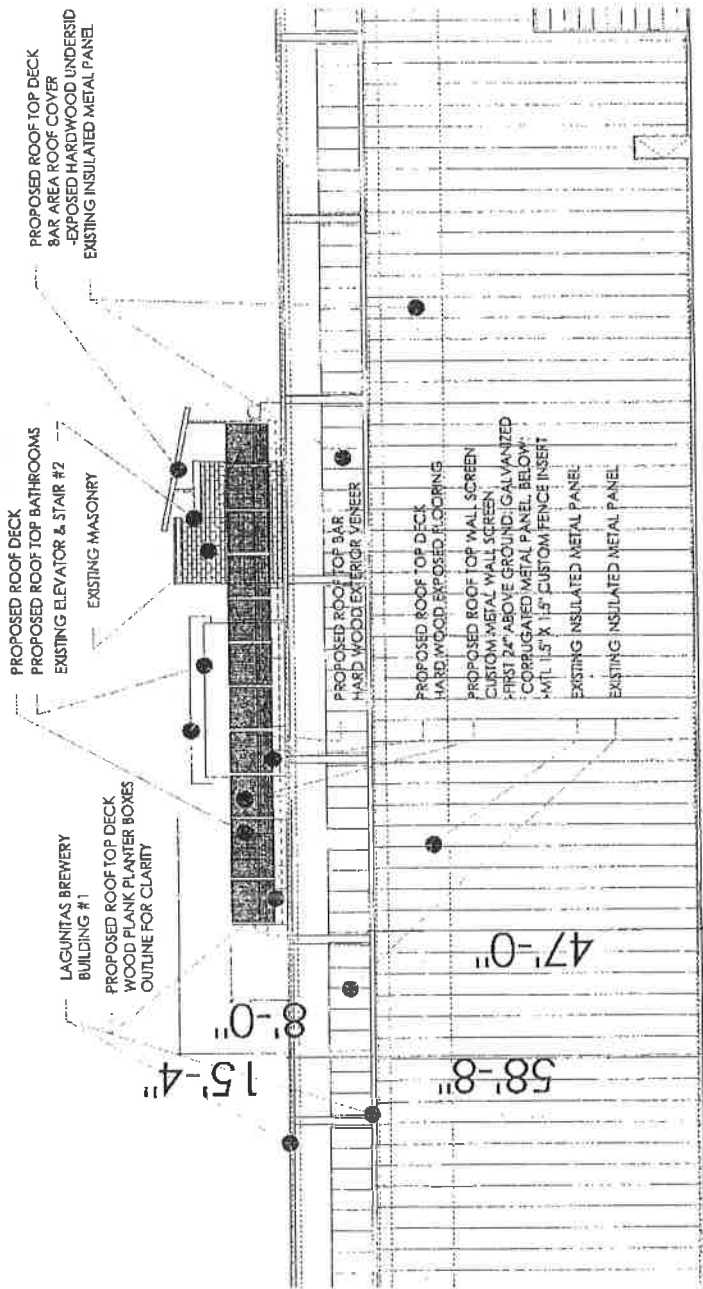 LAGUNITAS BREWERY
BUILDING #1
PROPOSED ROOF TOP DECK
WOOD PLANK PLANTER BOXES
OUTLINE FOR CLARITY
PROPOSED ROOF DECK
PROPOSED ROOF TOP BATHROOMS
EXISTING ELEVATOR & STAIR #2
EXISTING MASONRY
PROPOSED ROOF TOP DECK
BAR AREA ROOF COVER
-EXPOSED HARDWOOD UNDERSID
EXISTING INSULATED METAL PANEL
15'-4"
8'-0"
58'-8"
47'-0"
PROPOSED ROOF TOP BAR
HARD WOOD EXTERIOR VENEER
PROPOSED ROOF TOP DECK
HARD WOOD EXPOSED FLOORING
PROPOSED ROOF TOP WALL SCREEN
CUSTOM METAL WALL SCREEN
-FIRST 24" ABOVE GROUND: GALVANIZED
CORRUGATED METAL PANEL, BELOW
-MTL 1.5" X 1.5" CUSTOM FENCE INSERT
EXISTING INSULATED METAL PANEL
EXISTING INSULATED METAL PANEL